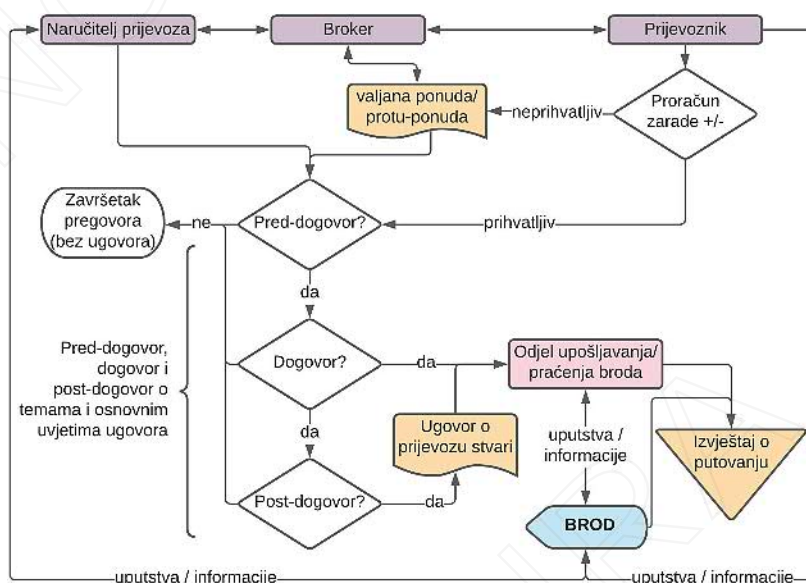 Naručitelj prijevoza
Broker
Prijevoznik
valjana ponuda/
protu-ponuda
neprihvatljiv
Proračun
zarade +/-
Završetak
pregovora
(bez ugovora)
ne
Pred-dogovor?
prihvatljiv
da
Pred-dogovor,
dogovor i
post-dogovor o
temama i osnovnim
uvjetima ugovora
Dogovor?
da
Odjel upošljavanja/
praćenja broda
da
Ugovor o
prijevozu stvari
uputstva /
informacije
Izvještaj o
putovanju
Post-dogovor?
da
BROD
uputstva / informacije
uputstva / informacije